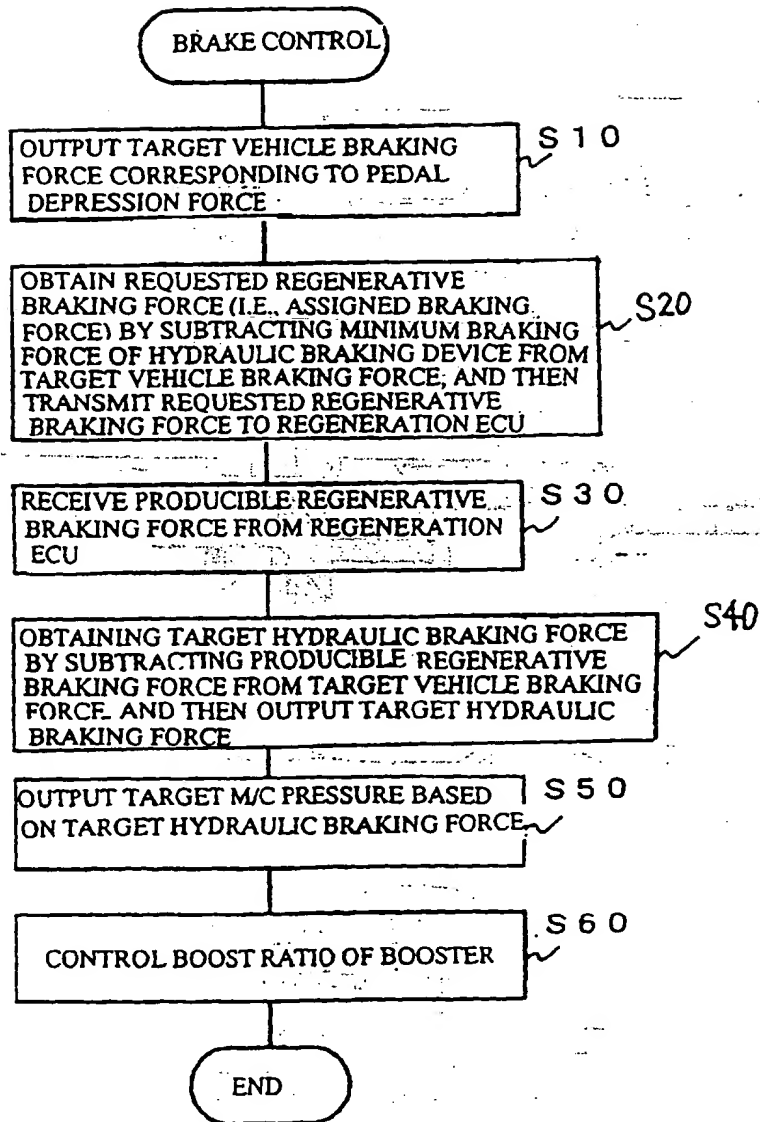 BRAKE CONTROL
OUTPUT TARGET VEHICLE BRAKING
FORCE CORRESPONDING TO PEDAL
DEPRESSION FORCE
S10
OBTAIN REQUESTED REGENERATIVE
BRAKING FORCE (I.E., ASSIGNED BRAKING
FORCE) BY SUBTRACTING MINIMUM BRAKING
FORCE OF HYDRAULIC BRAKING DEVICE FROM
TARGET VEHICLE BRAKING FORCE; AND THEN
TRANSMIT REQUESTED REGENERATIVE
BRAKING FORCE TO REGENERATION ECU
S20
RECEIVE PRODUCIBLE REGENERATIVE
BRAKING FORCE FROM REGENERATION
ECU
S30
OBTAINING TARGET HYDRAULIC BRAKING FORCE
BY SUBTRACTING PRODUCIBLE REGENERATIVE
BRAKING FORCE FROM TARGET VEHICLE BRAKING
FORCE. AND THEN OUTPUT TARGET HYDRAULIC
BRAKING FORCE
S40
OUTPUT TARGET M/C PRESSURE BASED
ON TARGET HYDRAULIC BRAKING FORCE
S50
CONTROL BOOST RATIO OF BOOSTER
S60
END